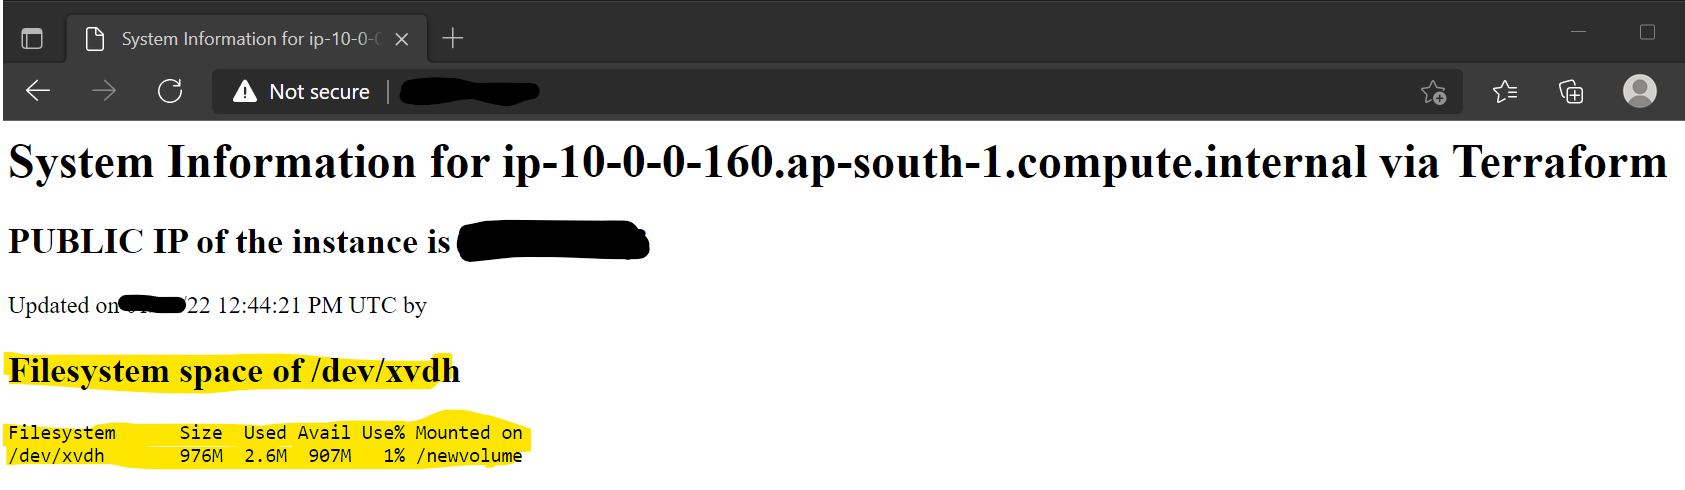 System Information for ip-10-0-
Not secure
System Information for ip-10-0-0-160.ap-south-1.compute.internal via Terraform
PUBLIC IP of the instance is
Updated on /22 12:44:21 PM UTC by
Filesystem space of /dev/xvdh
Filesystem Size Used Avail Use% Mounted on
/dev/xvdh 976M 2.6M 907M 1% /newvolume